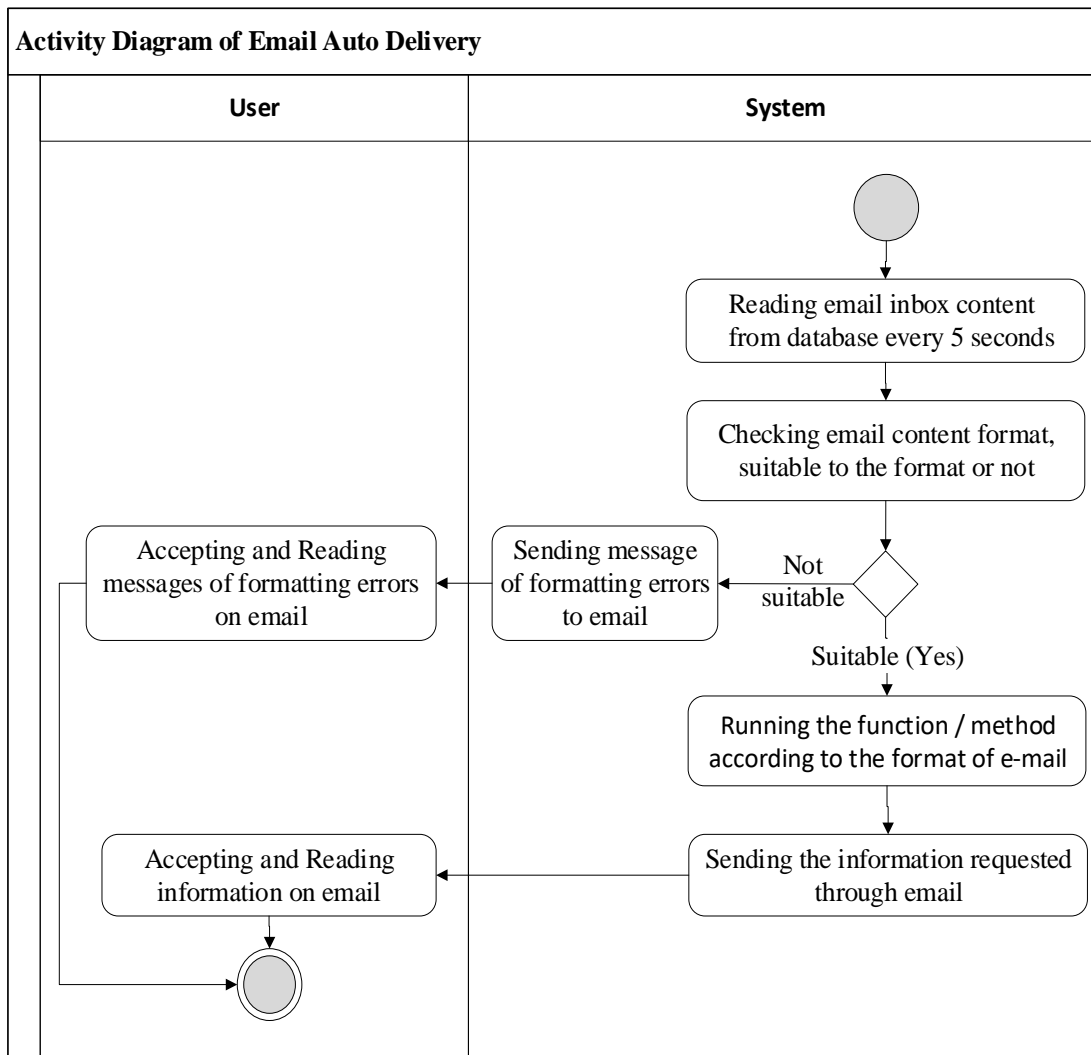 Activity Diagram of Email Auto Delivery
User
System
Reading email inbox content
from database every 5 seconds
Checking email content format,
suitable to the format or not
Not
suitable
Sending message
of formatting errors
to email
Accepting and Reading
messages of formatting errors
on email
Suitable (Yes)
Running the function / method
according to the format of e-mail
Sending the information requested
through email
Accepting and Reading
information on email